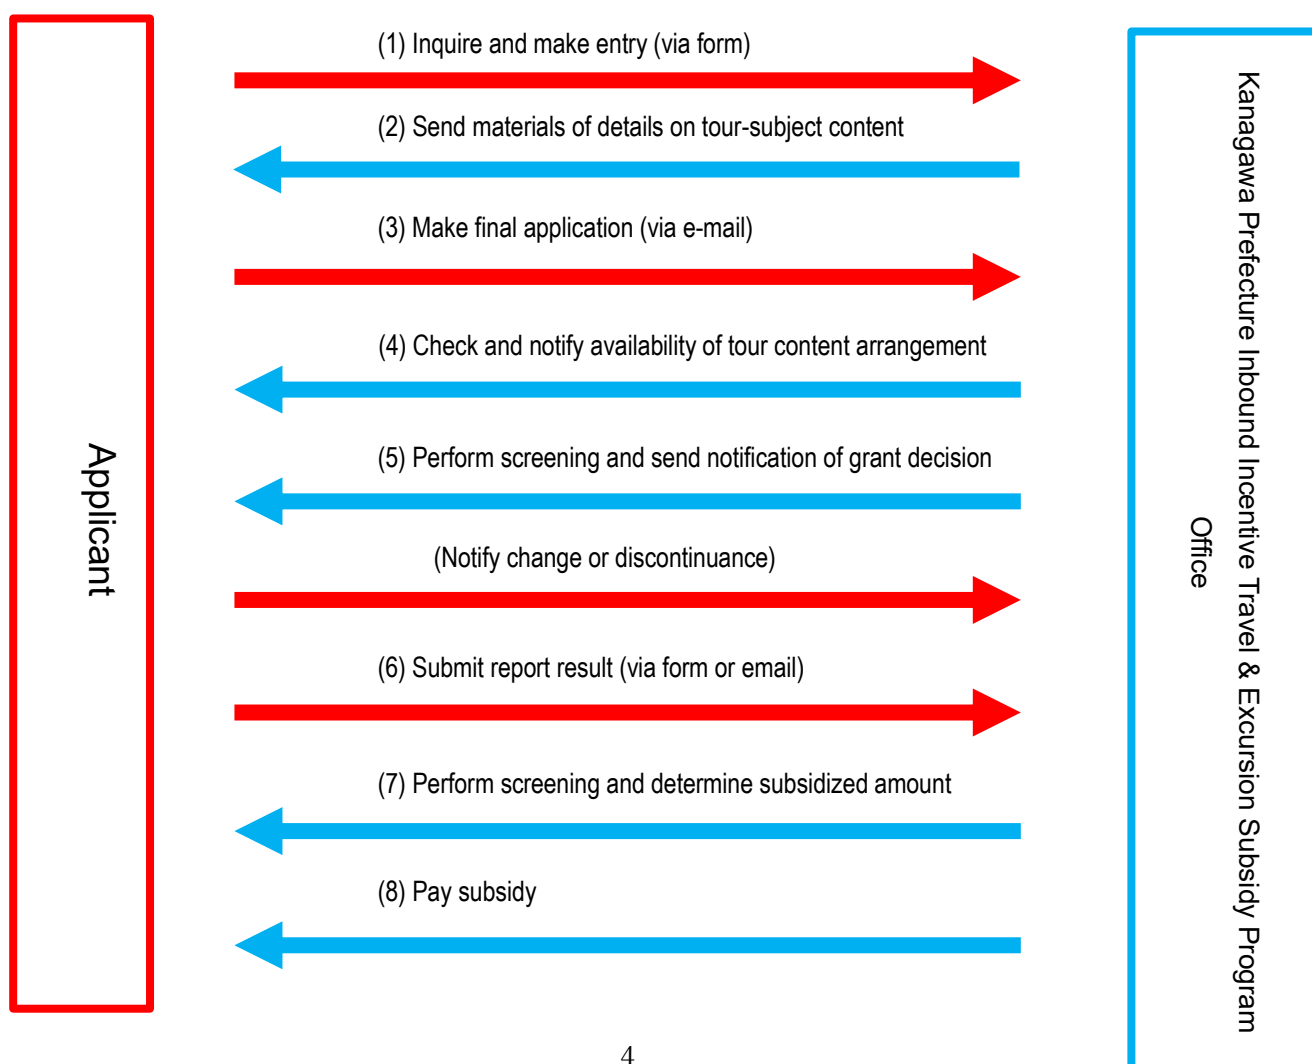 Applicant
(1) Inquire and make entry (via form)
(2) Send materials of details on tour-subject content
(3) Make final application (via e-mail)
(4) Check and notify availability of tour content arrangement
(5) Perform screening and send notification of grant decision
(Notify change or discontinuance)
(6) Submit report result (via form or email)
(7) Perform screening and determine subsidized amount
(8) Pay subsidy
Kanagawa Prefecture Inbound Incentive Travel & Excursion Subsidy Program
Office
4